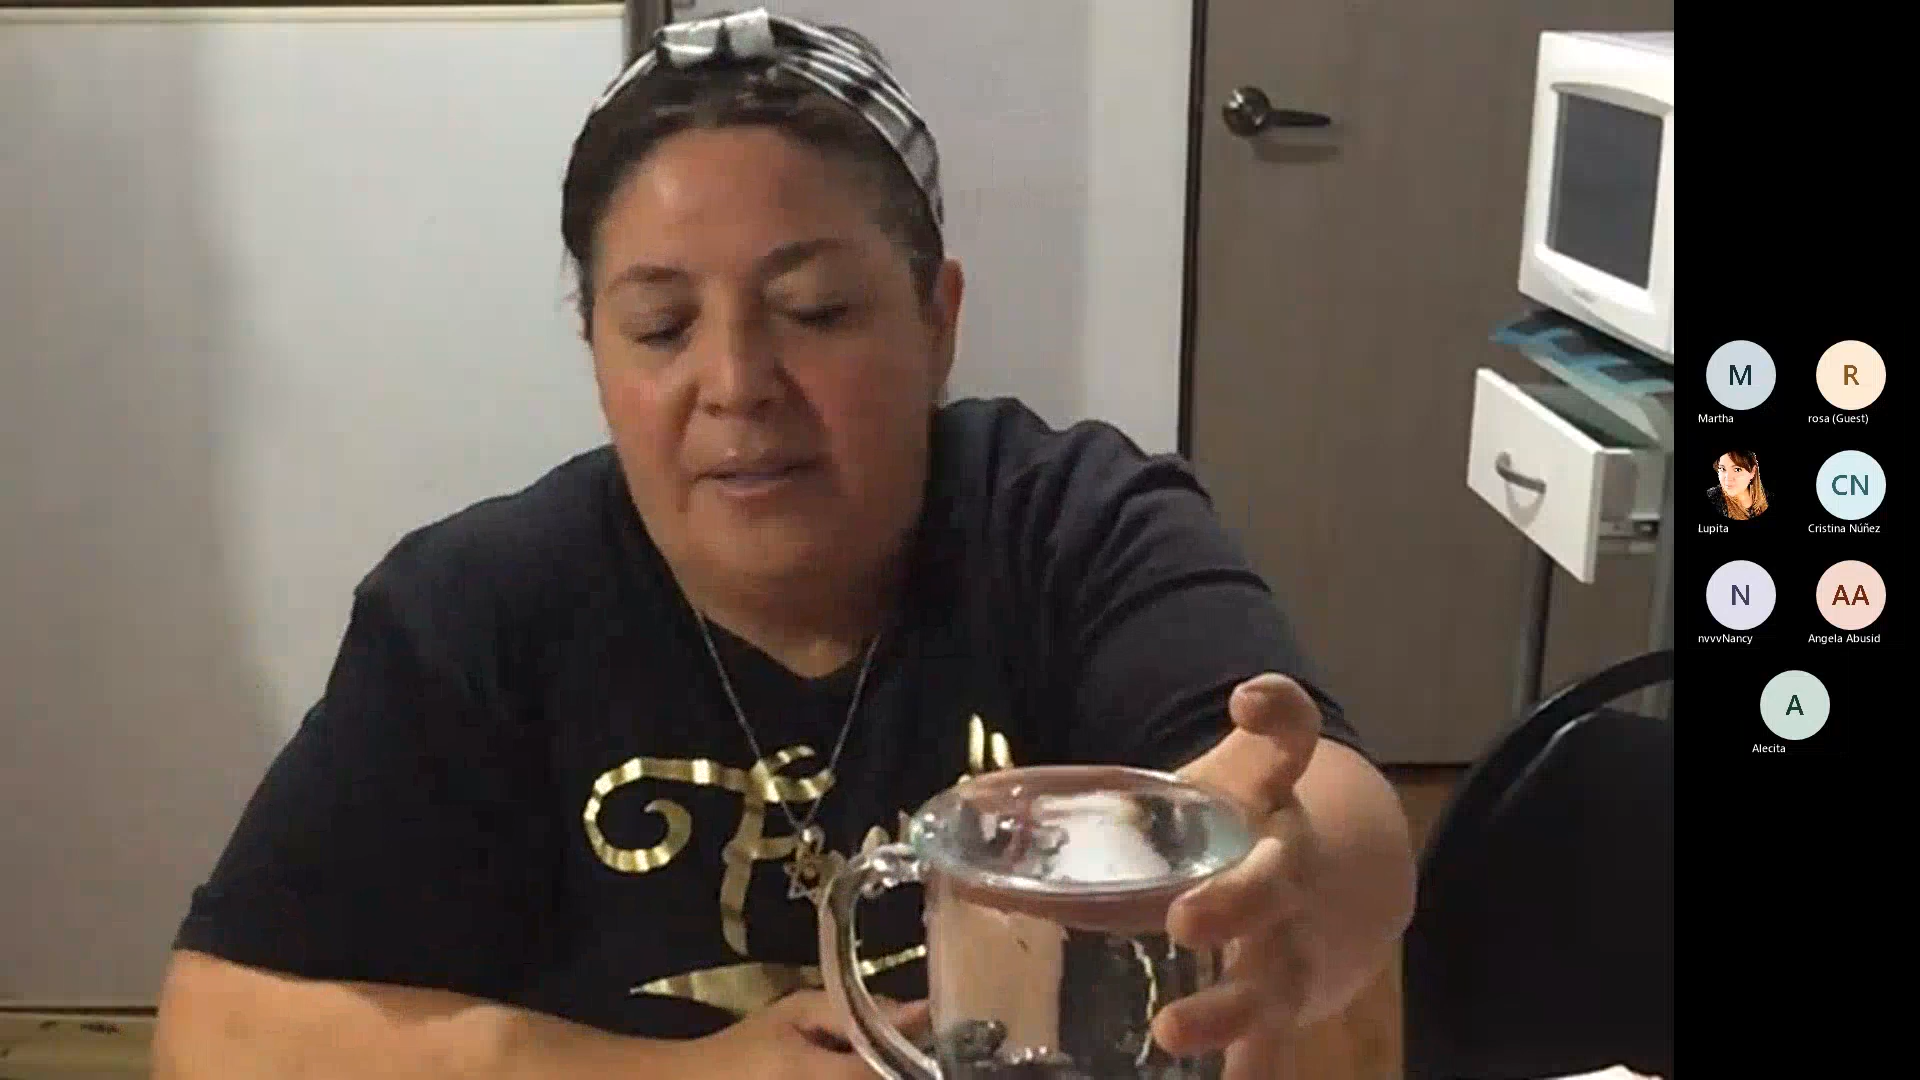 M
R
Martha
rosa (Guest)
CN
Lupita
Cristina Núñez
N
AA
nvvvNancy
Angela Abusid
A
Alecita